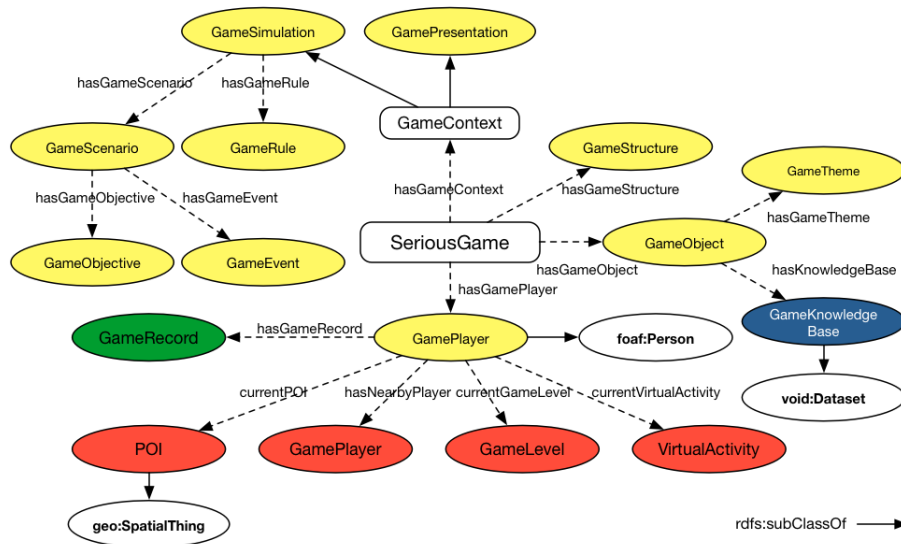 GameSimulation
GamePresentation
hasGameScenario
hasGameRule
GameContext
GameScenario
GameRule
GameStructure
GameTheme
hasGameContext
hasGameStructure
hasGameObjective
hasGameEvent
hasGameTheme
SeriousGame
GameObject
GameObjective
GameEvent
hasGameObject
hasKnowledgeBase
hasGamePlayer
GameKnowledge
Base
hasGameRecord
GameRecord
GamePlayer
foaf:Person
currentPOI
hasNearbyPlayer
currentGameLevel
currentVirtualActivity
void:Dataset
POI
GamePlayer
GameLevel
VirtualActivity
geo:SpatialThing
rdfs:subClassOf